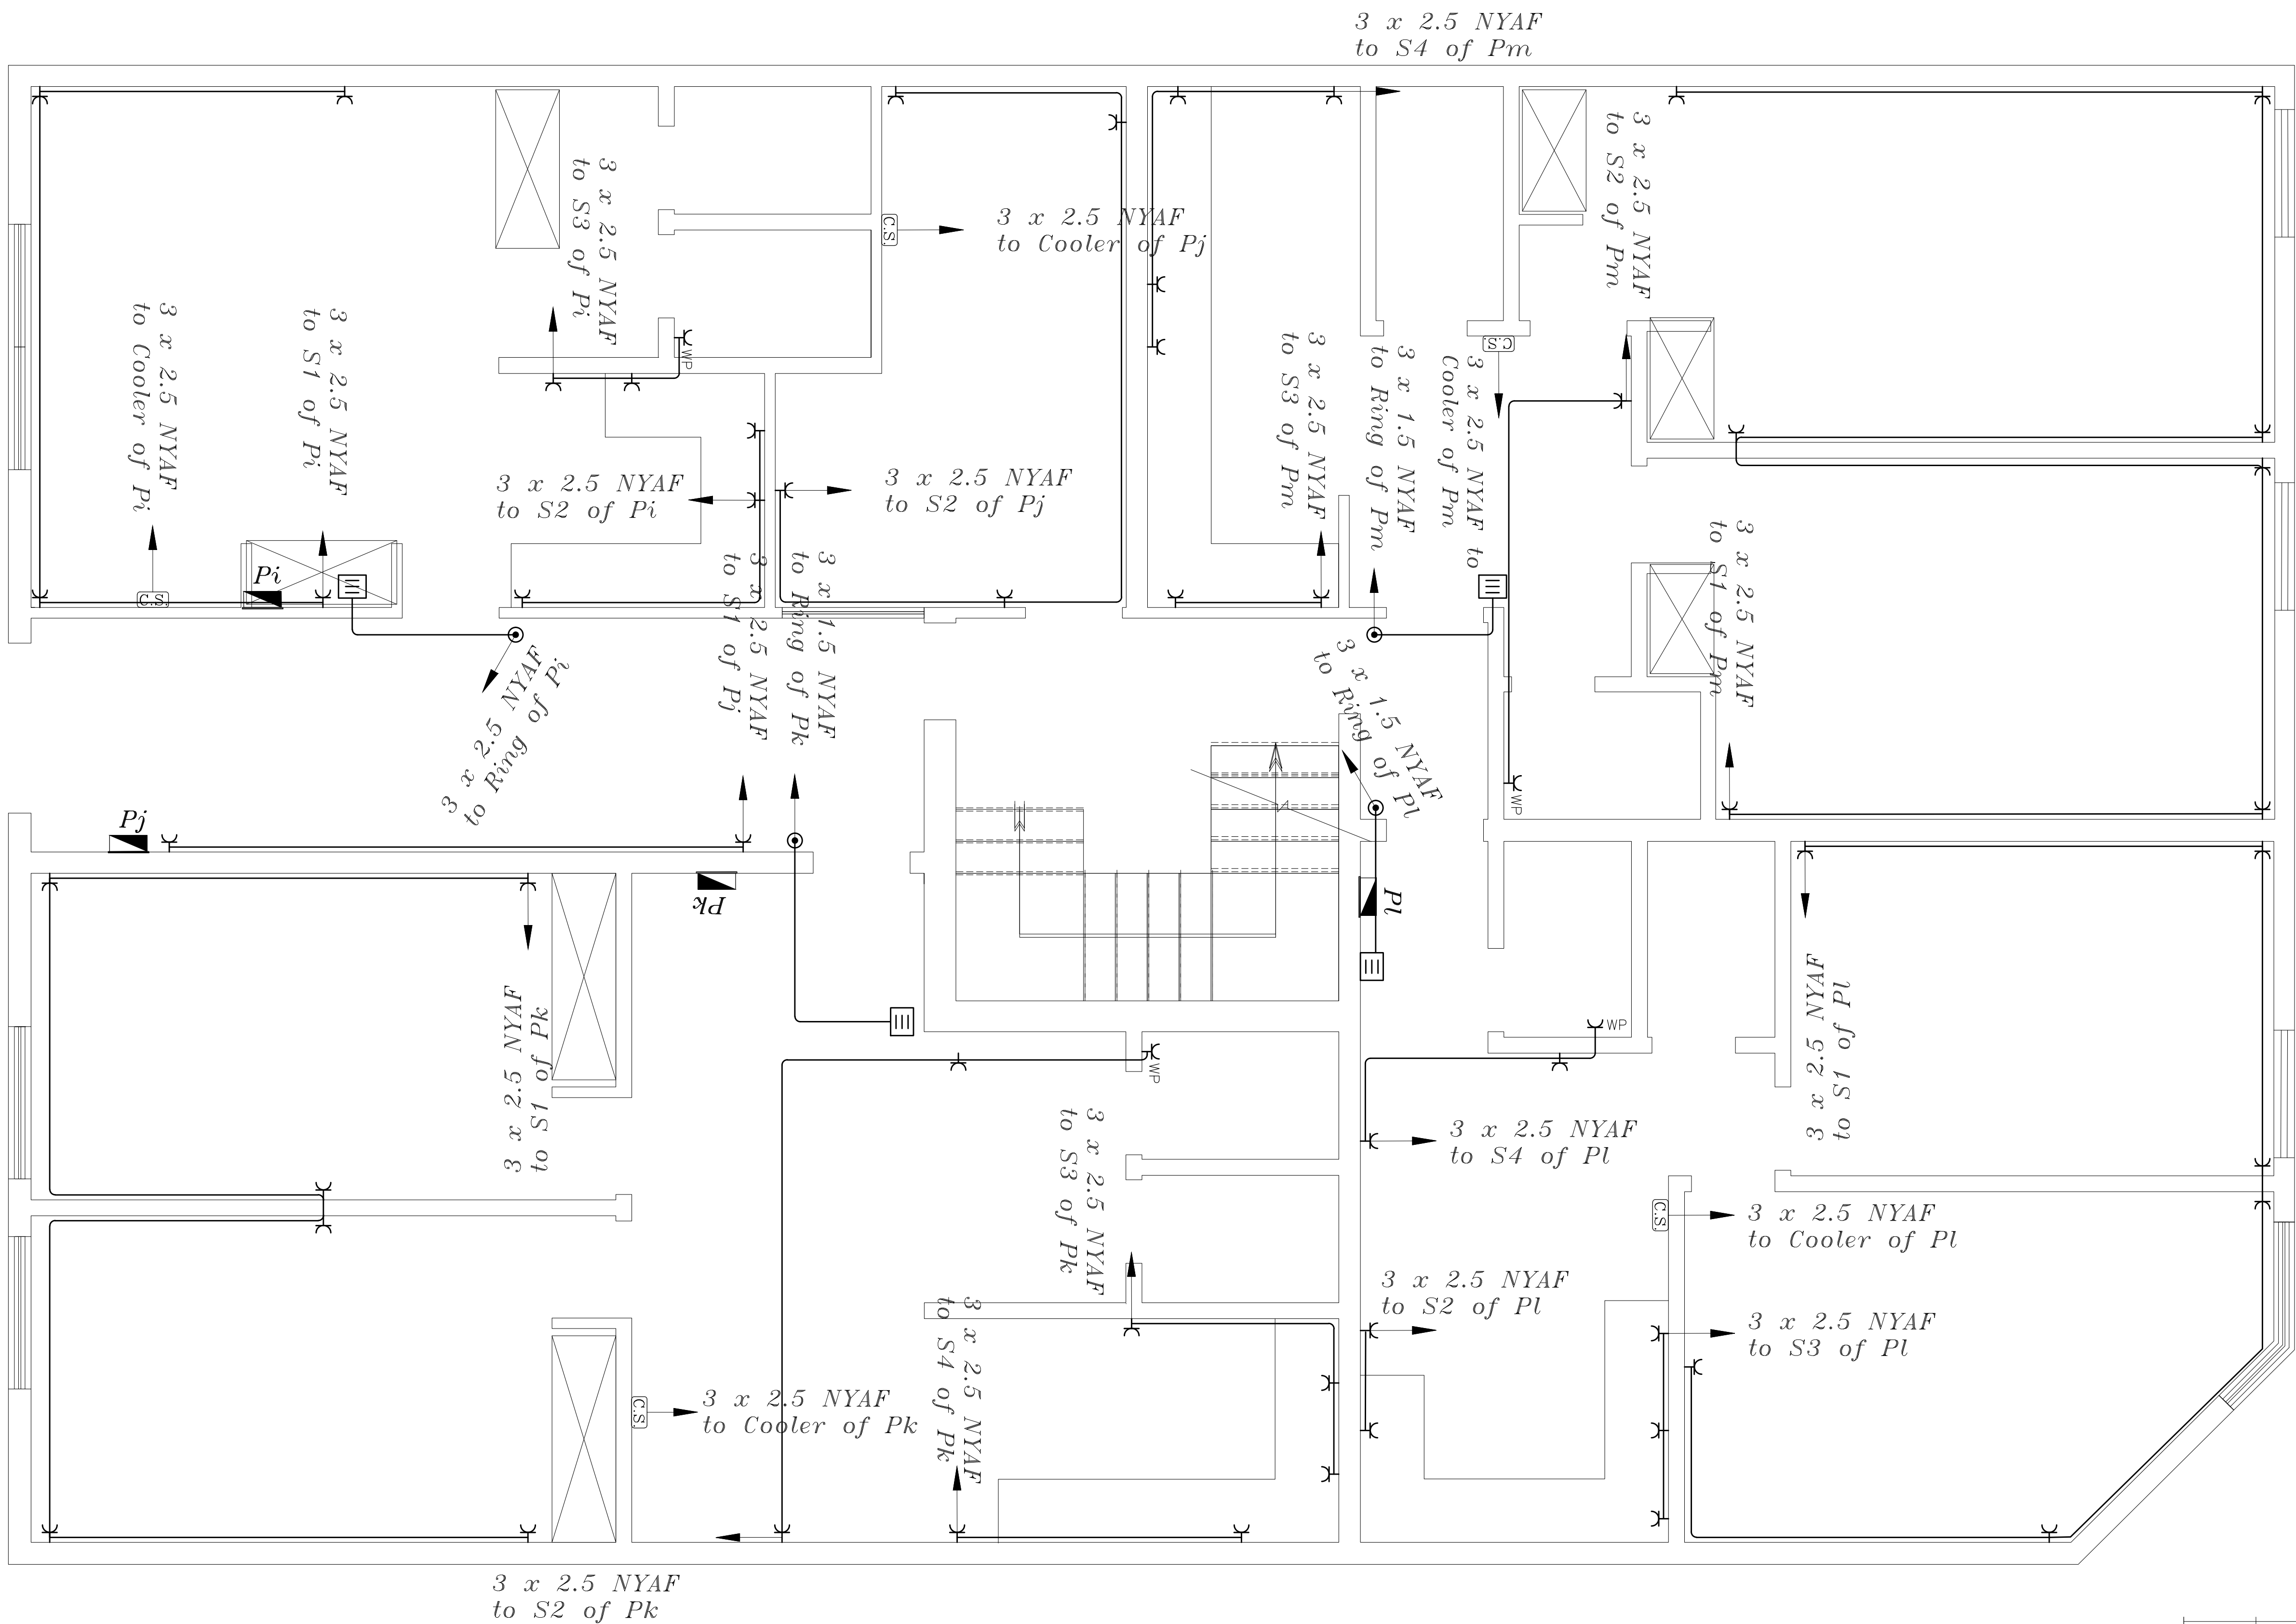 3 x 2.5 NYAF
to S4 of Pm
3 x 2.5 NYAF
to S3 of Pi
WP
C.S.
3 x 2.5 NYAF
to Cooler of Pj
3 x 2.5 NYAF
to S2 of Pm
3 x 2.5 NYAF
to Cooler of Pi
3 x 2.5 NYAF
to S1 of Pi
3 x 2.5 NYAF
to S3 of Pm
3 x 1.5 NYAF
to Ring of Pm
C.S.
3 x 2.5 NYAF to
Cooler of Pm
3 x 2.5 NYAF
to S2 of Pi
3 x 2.5 NYAF
to S2 of Pj
3 x 2.5 NYAF
to S1 of Pm
C.S.
Pi
3 x 2.5 NYAF
to Ring of Pi
3 x 2.5 NYAF
to S1 of Pj
3 x 1.5 NYAF
to Ring of Pk
3 x 1.5 NYAF
to Ring of Pl
WP
Pj
Pk
Pl
3 x 2.5 NYAF
to S1 of Pk
WP
WP
3 x 2.5 NYAF
to S1 of Pl
3 x 2.5 NYAF
to S3 of Pk
3 x 2.5 NYAF
to S4 of Pl
C.S.
3 x 2.5 NYAF
to Cooler of Pl
3 x 2.5 NYAF
to S2 of Pl
3 x 2.5 NYAF
to S3 of Pl
C.S.
3 x 2.5 NYAF
to Cooler of Pk
3 x 2.5 NYAF
to S4 of Pk
3 x 2.5 NYAF
to S2 of Pk